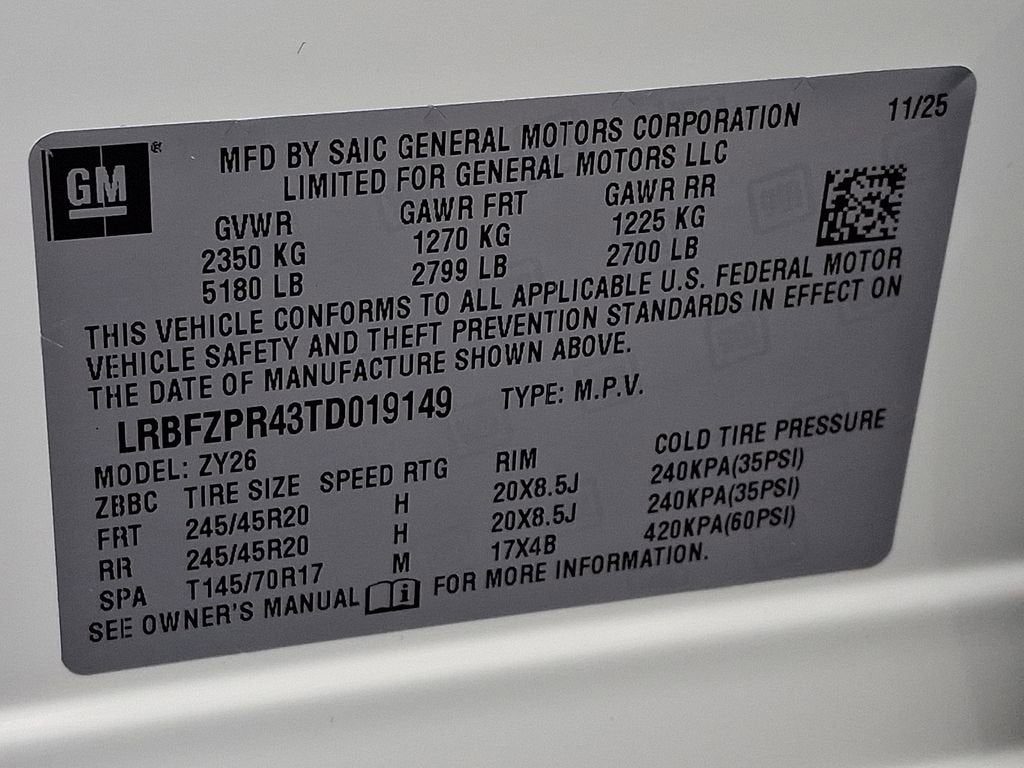 GM ®
MFD BY SAIC GENERAL MOTORS CORPORATION 11/25
LIMITED FOR GENERAL MOTORS LLC
GVWR GAWR FRT GAWR RR
2350 KG 1270 KG 1225 KG
5180 LB 2799 LB 2700 LB
THIS VEHICLE CONFORMS TO ALL APPLICABLE U.S. FEDERAL MOTOR
VEHICLE SAFETY AND THEFT PREVENTION STANDARDS IN EFFECT ON
THE DATE OF MANUFACTURE SHOWN ABOVE.
LRBFZPR43TD019149 TYPE: M.P.V.
MODEL: ZY26
ZBBC TIRE SIZE SPEED RTG RIM COLD TIRE PRESSURE
FRT 245/45R20 H 20X8.5J 240KPA(35PSI)
RR 245/45R20 H 20X8.5J 240KPA(35PSI)
SPA T145/70R17 M 17X4B 420KPA(60PSI)
SEE OWNER'S MANUAL i FOR MORE INFORMATION.